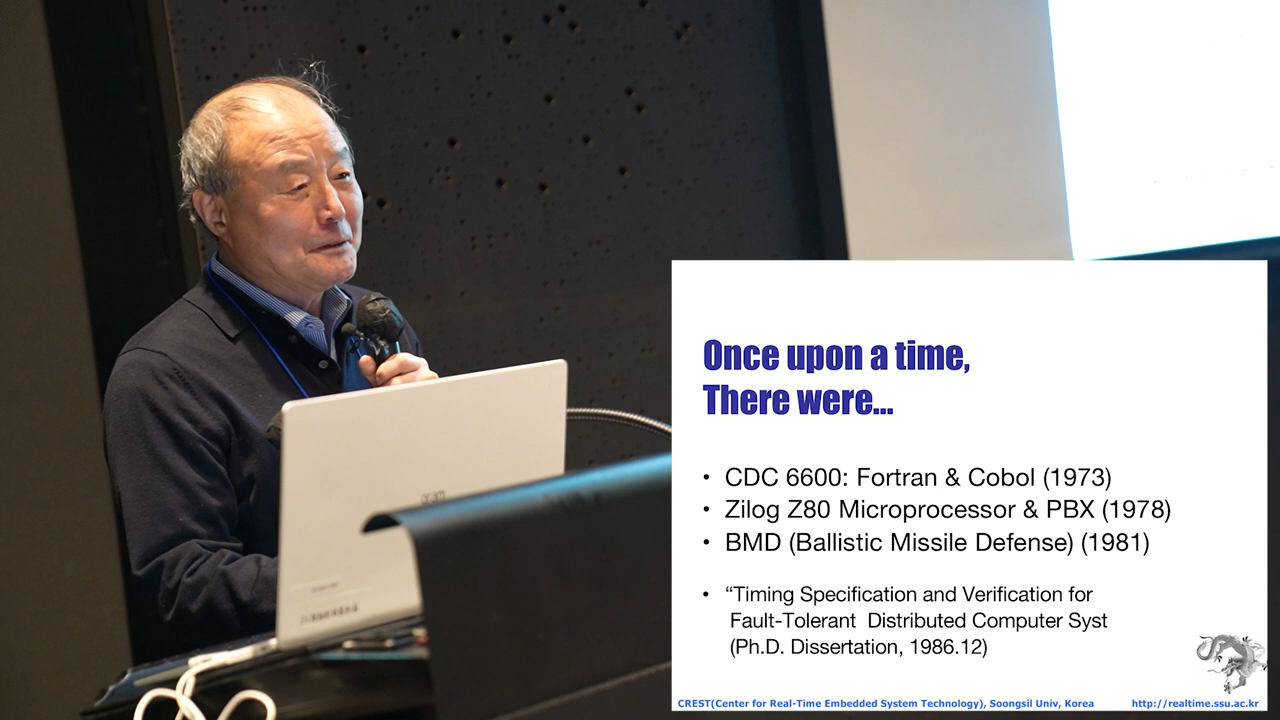 gram
Once upon a time,
There were...
• CDC 6600: Fortran & Cobol (1973)
• Zilog Z80 Microprocessor & PBX (1978)
• BMD (Ballistic Missile Defense) (1981)
• “Timing Specification and Verification for
Fault-Tolerant Distributed Computer Syst
(Ph.D. Dissertation, 1986.12)
CREST(Center for Real-Time Embedded System Technology), Soongsil Univ, Korea http://realtime.ssu.ac.kr